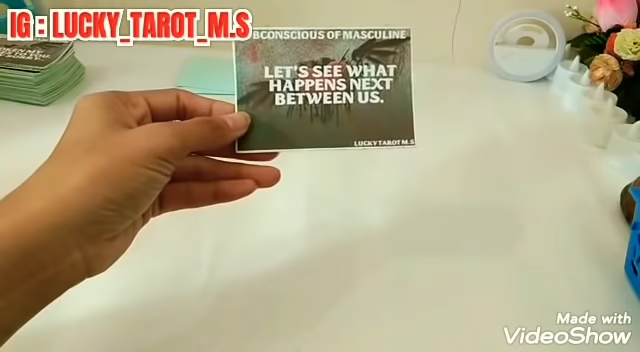 IG : LUCKY_TAROT_M.S
BCONSCIOUS OF MASCULINE
LET'S SEE WHAT
HAPPENS NEXT
BETWEEN US.
LUCKY TAROT M.S
Made with
VideoShow